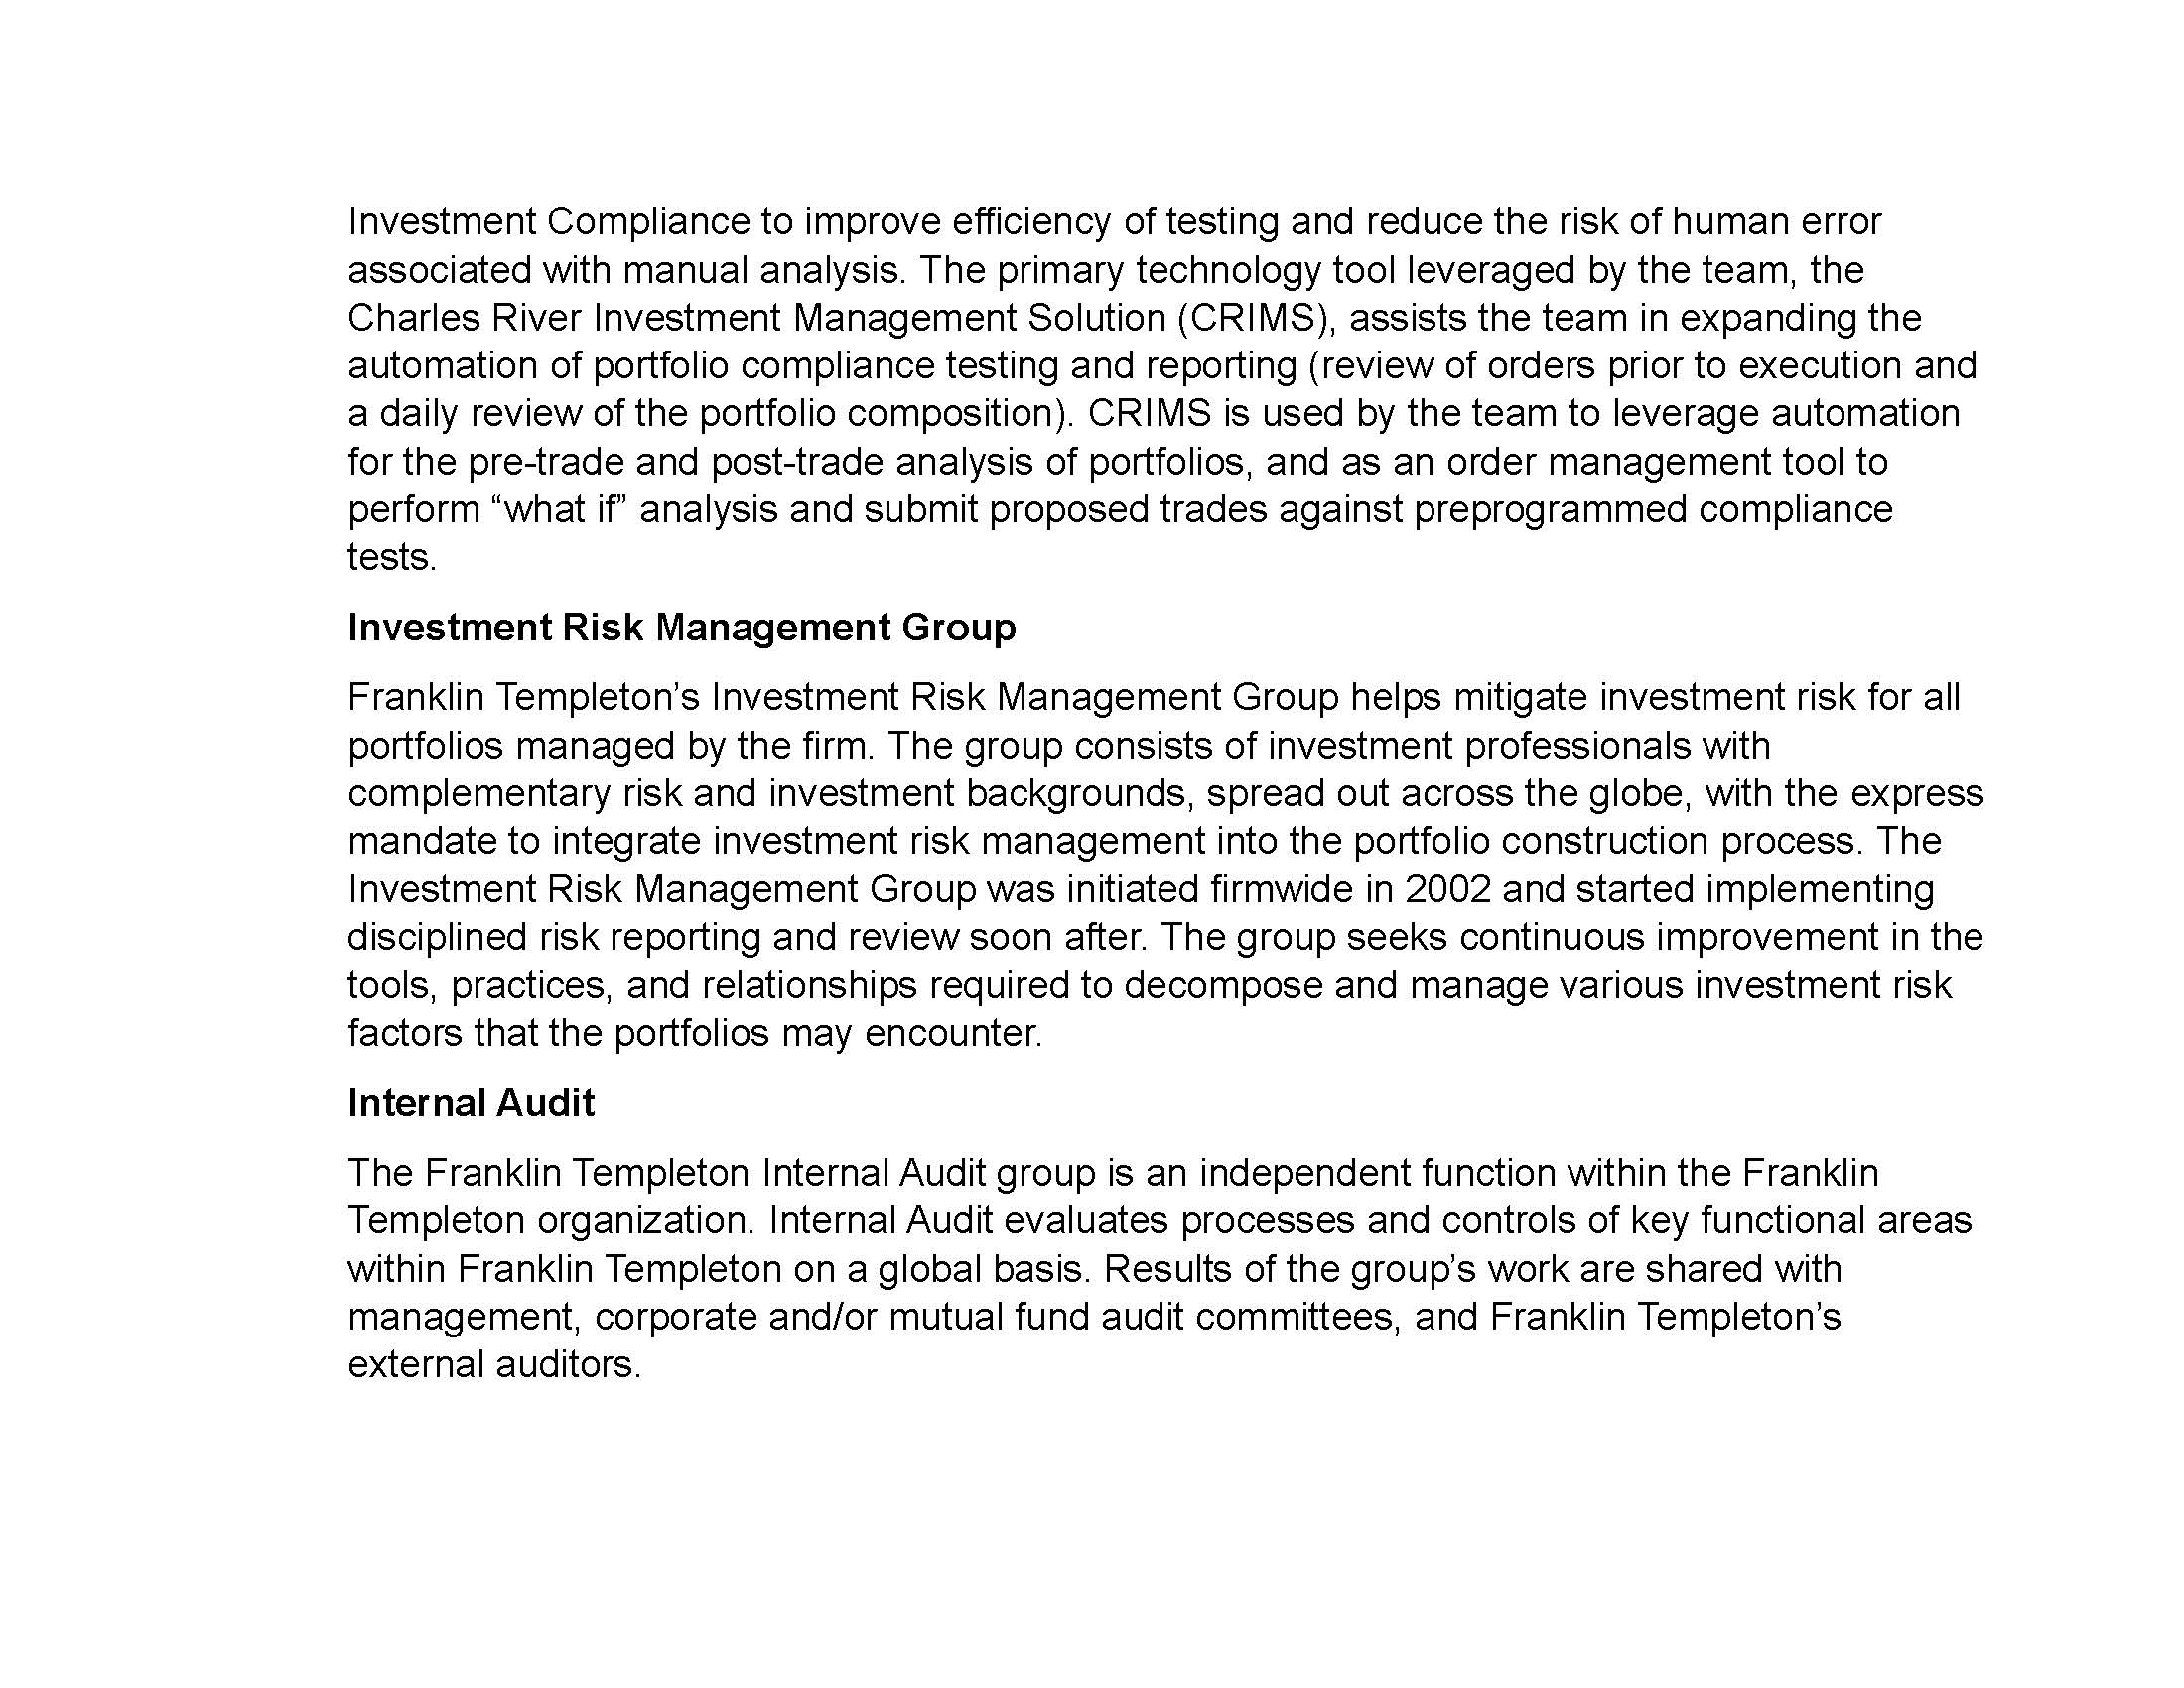 Investment Compliance to improve efficiency of testing and reduce the risk of human error
associated with manual analysis. The primary technology tool leveraged by the team, the
Charles River Investment Management Solution (CRIMS), assists the team in expanding the
automation of portfolio compliance testing and reporting (review of orders prior to execution and
a daily review of the portfolio composition). CRIMS is used by the team to leverage automation
for the pre-trade and post-trade analysis of portfolios, and as an order management tool to
perform “what if” analysis and submit proposed trades against preprogrammed compliance
tests.
Investment Risk Management Group
Franklin Templeton’s Investment Risk Management Group helps mitigate investment risk for all
portfolios managed by the firm. The group consists of investment professionals with
complementary risk and investment backgrounds, spread out across the globe, with the express
mandate to integrate investment risk management into the portfolio construction process. The
Investment Risk Management Group was initiated firmwide in 2002 and started implementing
disciplined risk reporting and review soon after. The group seeks continuous improvement in the
tools, practices, and relationships required to decompose and manage various investment risk
factors that the portfolios may encounter.
Internal Audit
The Franklin Templeton Internal Audit group is an independent function within the Franklin
Templeton organization. Internal Audit evaluates processes and controls of key functional areas
within Franklin Templeton on a global basis. Results of the group’s work are shared with
management, corporate and/or mutual fund audit committees, and Franklin Templeton’s
external auditors.